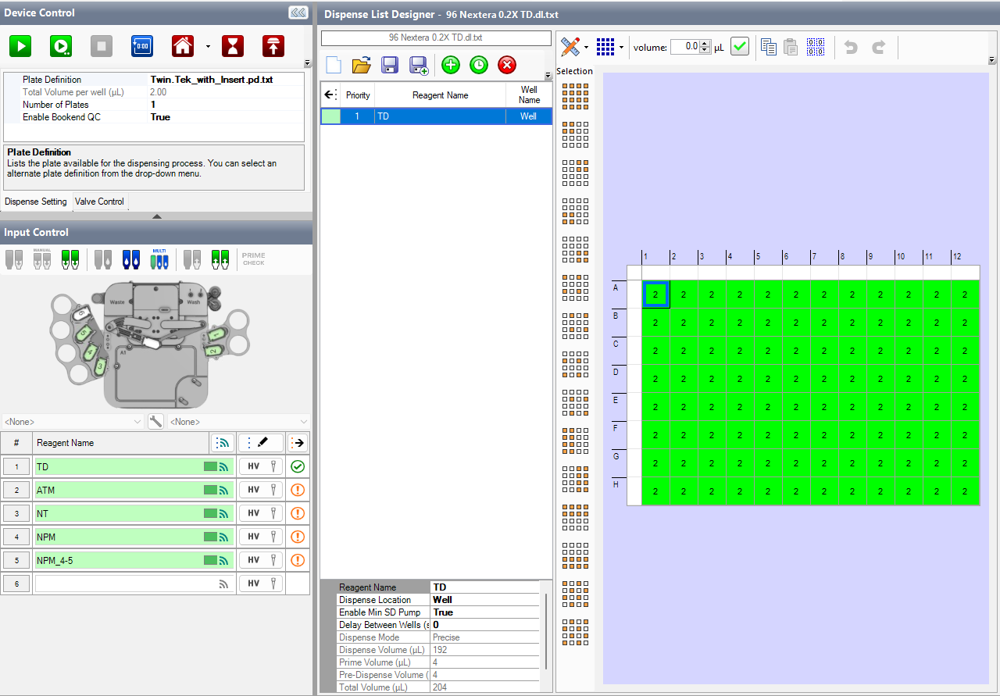 Device Control
Plate Definition Twin.Tek_with_Insert.pd.txt
Total Volume per well (µL) 2.00
Number of Plates 1
Enable Bookend QC True
Plate Definition
Lists the plate available for the dispensing process. You can select an
alternate plate definition from the drop-down menu.
Dispense Setting Valve Control
Input Control
MANUAL MULTI PRIME
CHECK
Waste Wash
1 2
A1
6
5
4
3
1
2
<None> <None>
# Reagent Name
1 TD HV
2 ATM HV
3 NT HV
4 NPM HV
5 NPM_4-5 HV
6 HV
Dispense List Designer - 96 Nextera 0.2X TD.dl.txt
96 Nextera 0.2X TD.dl.txt
Priority Reagent Name Well
Name
1 TD Well
Reagent Name TD
Dispense Location Well
Enable Min SD Pump True
Delay Between Wells (s 0
Dispense Mode Precise
Dispense Volume (µL) 192
Prime Volume (µL) 4
Pre-Dispense Volume ( 4
Total Volume (µL) 204
0:00
volume: 0.0 µL
Selection
1 2 3 4 5 6 7 8 9 10 11 12
A 2 2 2 2 2 2 2 2 2 2 2 2
B 2 2 2 2 2 2 2 2 2 2 2 2
C 2 2 2 2 2 2 2 2 2 2 2 2
D 2 2 2 2 2 2 2 2 2 2 2 2
E 2 2 2 2 2 2 2 2 2 2 2 2
F 2 2 2 2 2 2 2 2 2 2 2 2
G 2 2 2 2 2 2 2 2 2 2 2 2
H 2 2 2 2 2 2 2 2 2 2 2 2